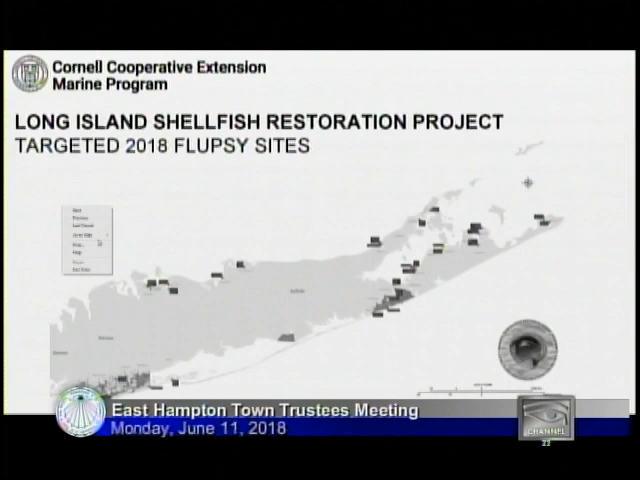 Cornell Cooperative Extension
Marine Program
LONG ISLAND SHELLFISH RESTORATION PROJECT
TARGETED 2018 FLUPSY SITES
East Hampton Town Trustees Meeting
Monday, June 11, 2018
CHANNEL
22